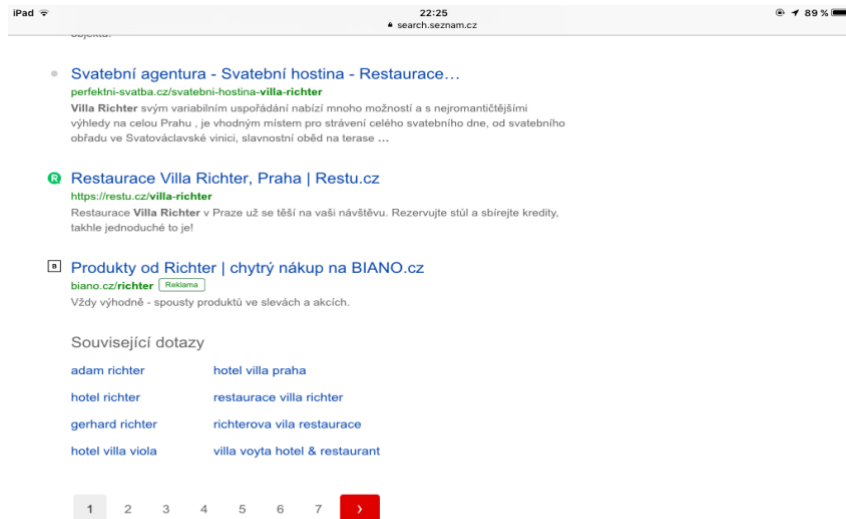 iPad 22:25 89 %
search.seznam.cz
objektu.
Svatební agentura - Svatební hostina - Restaurace…
perfektni-svatba.cz/svatebni-hostina-villa-richter
Villa Richter svým variabilním uspořádání nabízí mnoho možností a s nejromantičtějšími
výhledy na celou Prahu , je vhodným místem pro strávení celého svatebního dne, od svatebního
obřadu ve Svatováclavské vinici, slavnostní oběd na terase ...
R Restaurace Villa Richter, Praha | Restu.cz
https://restu.cz/villa-richter
Restaurace Villa Richter v Praze už se těší na vaši návštěvu. Rezervujte stůl a sbírejte kredity,
takhle jednoduché to je!
B Produkty od Richter | chytrý nákup na BIANO.cz
biano.cz/richter Reklama
Vždy výhodně - spousty produktů ve slevách a akcích.
Související dotazy
adam richter hotel villa praha
hotel richter restaurace villa richter
gerhard richter richterova vila restaurace
hotel villa viola villa voyta hotel & restaurant
1 2 3 4 5 6 7 ›